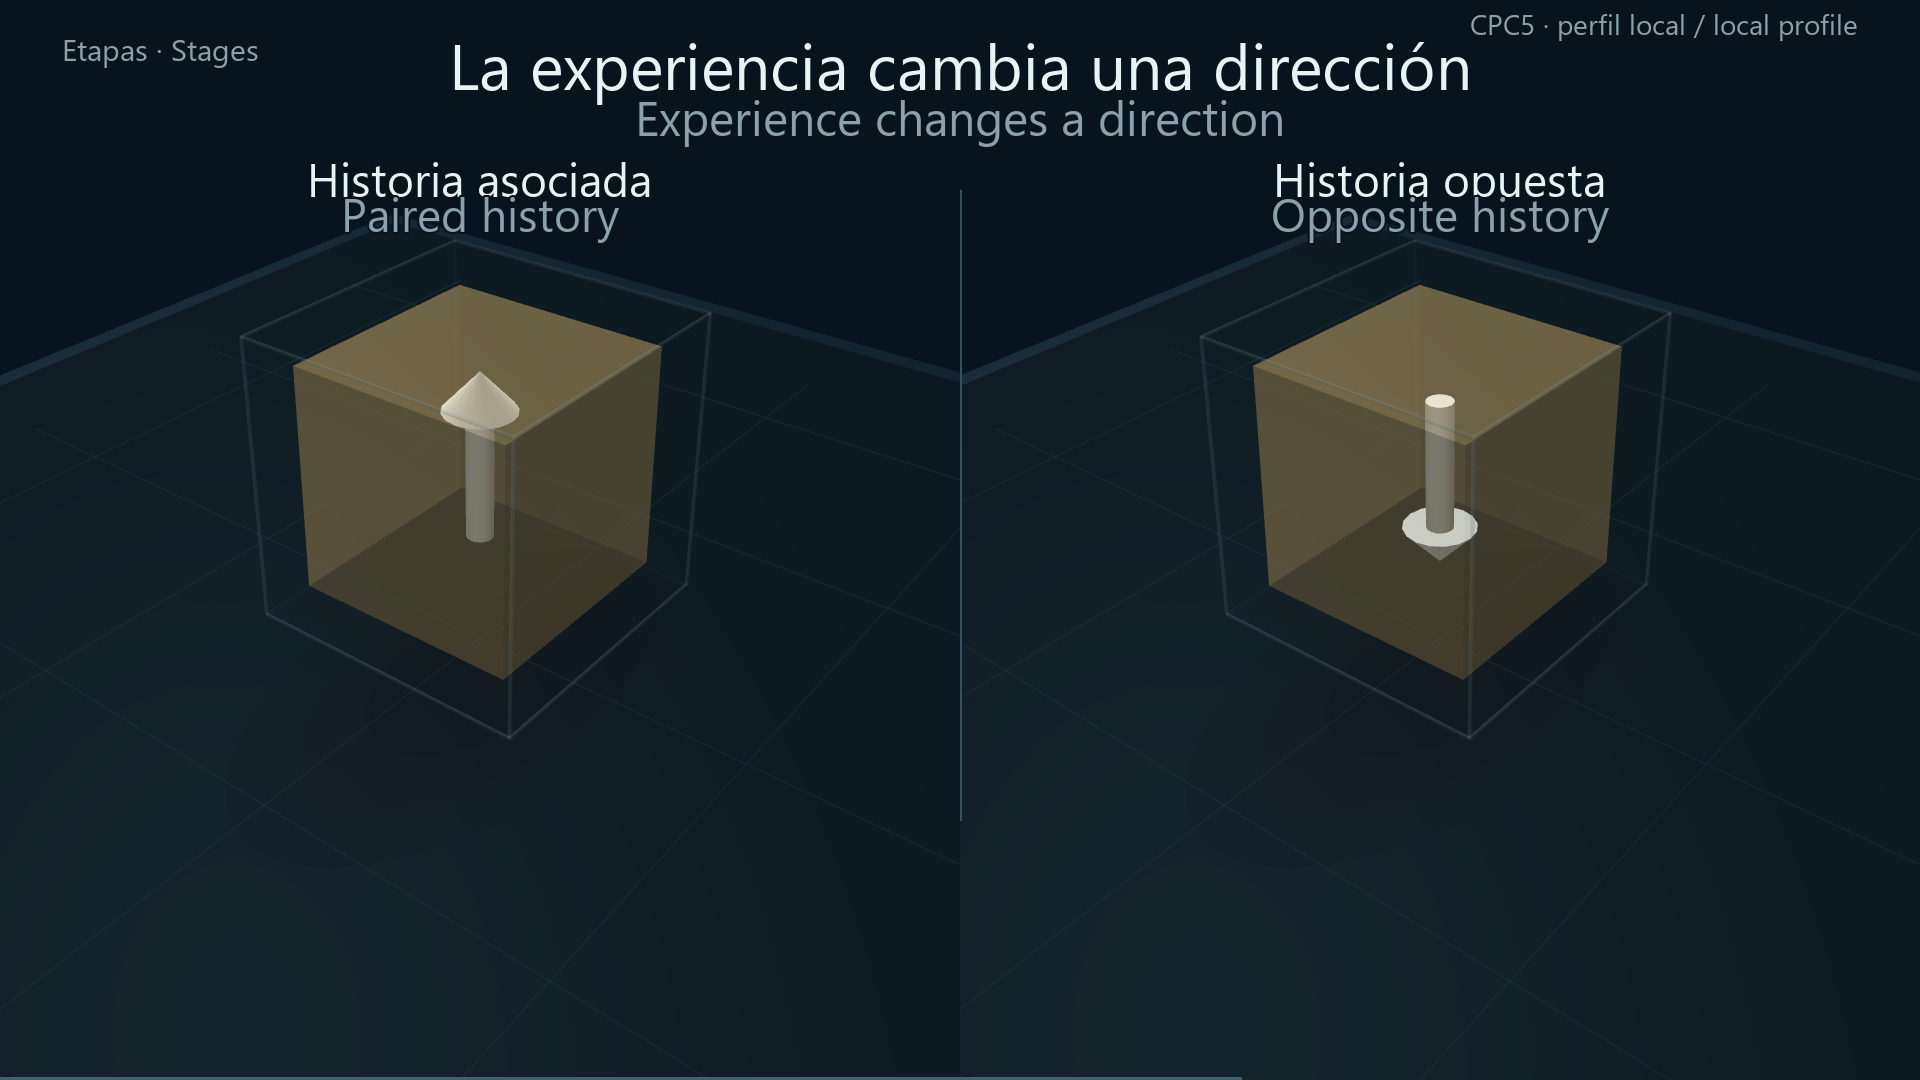 CPC5 · perfil local / local profile
Etapas · Stages
La experiencia cambia una dirección
Experience changes a direction
Historia asociada
Paired history
Historia opuesta
Opposite history